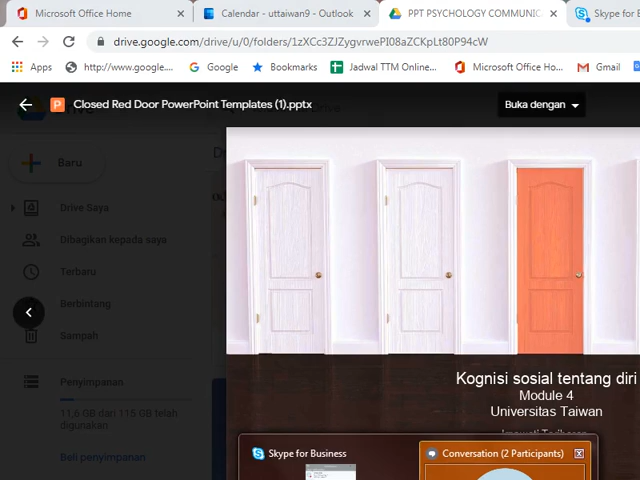 Microsoft Office Home
Calendar - uttaiwan9 - Outlook
PPT PSYCHOLOGY COMMUNIC
Skype for B
drive.google.com/drive/u/0/folders/1zXCc3ZJZygvrwePI08aZCKpLt80P94cW
Apps
http://www.google....
Google
Bookmarks
Jadwal TTM Online...
Microsoft Office Ho...
Gmail
P
Closed Red Door PowerPoint Templates (1).pptx
Buka dengan
Baru
Drive Saya
Dibagikan kepada saya
Terbaru
Berbintang
Sampah
Penyimpanan
11,6 GB dari 115 GB telah
digunakan
Beli penyimpanan
Kognisi sosial tentang diri
Module 4
Universitas Taiwan
Skype for Business
Conversation (2 Participants)